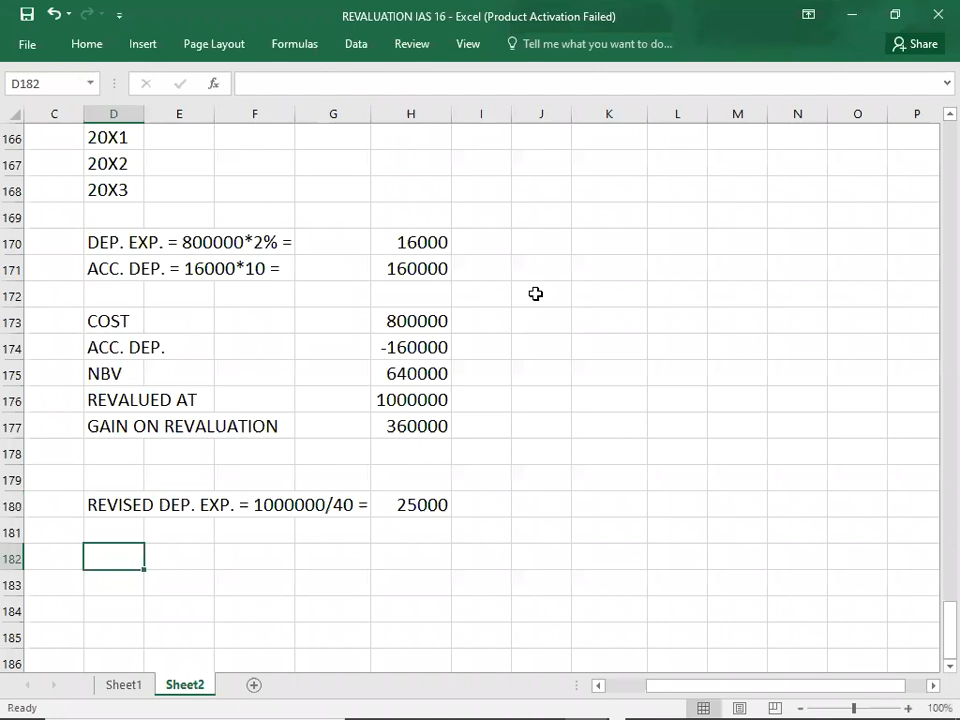 REVALUATION IAS 16 - Excel (Product Activation Failed)
File Home Insert Page Layout Formulas Data Review View Tell me what you want to do... Share
D182 fx
C D E F G H I J K L M N O P
166 20X1
167 20X2
168 20X3
169
170 DEP. EXP. = 800000*2% = 16000
171 ACC. DEP. = 16000*10 = 160000
172
173 COST 800000
174 ACC. DEP. -160000
175 NBV 640000
176 REVALUED AT 1000000
177 GAIN ON REVALUATION 360000
178
179
180 REVISED DEP. EXP. = 1000000/40 = 25000
181
182
183
184
185
186
Sheet1 Sheet2
Ready 100%